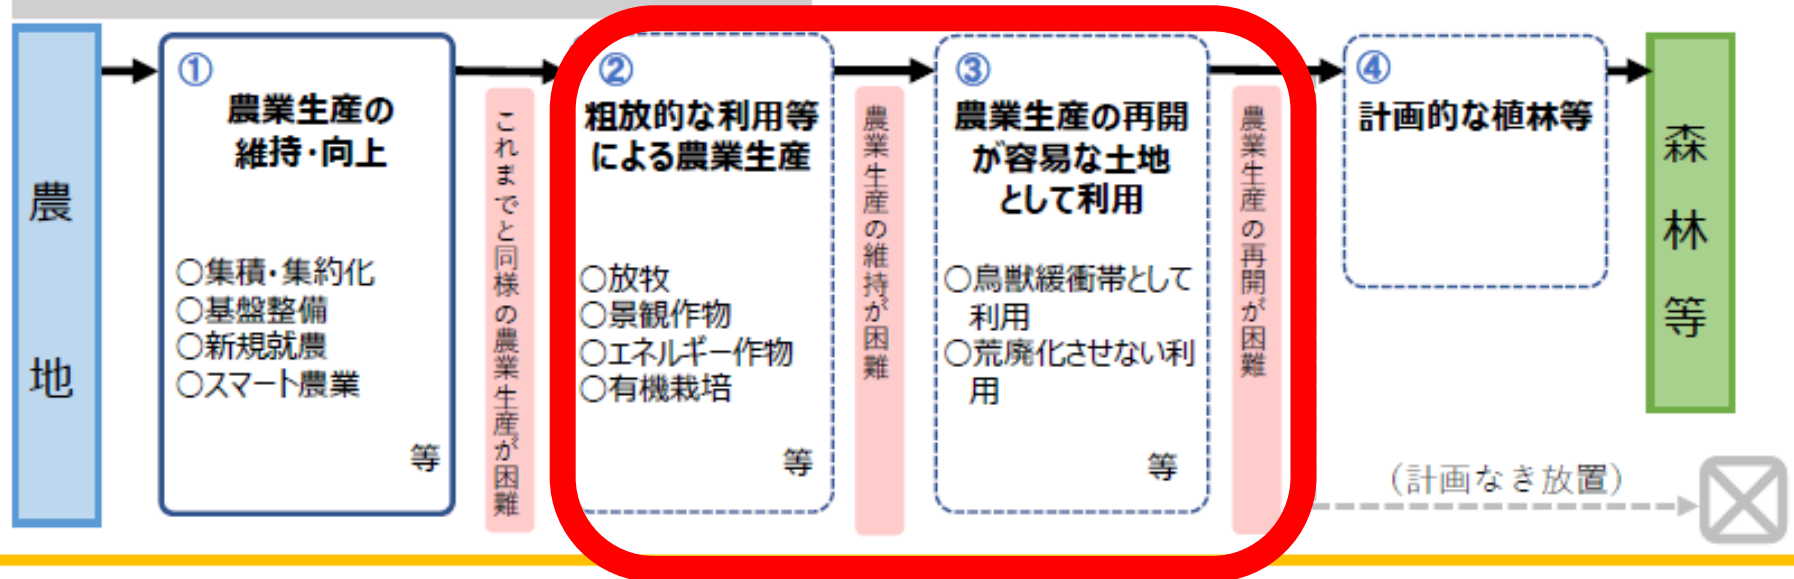 農地
①
農業生産の
維持・向上
○集積・集約化
○基盤整備
○新規就農
○スマート農業
等
これまでと同様の農業生産が困難
②
粗放的な利用等
による農業生産
○放牧
○景観作物
○エネルギー作物
○有機栽培
等
農業生産の維持が困難
③
農業生産の再開
が容易な土地
として利用
○鳥獣緩衝帯として
利用
○荒廃化させない利
用
等
農業生産の再開が困難
④
計画的な植林等
森林等
(計画なき放置)